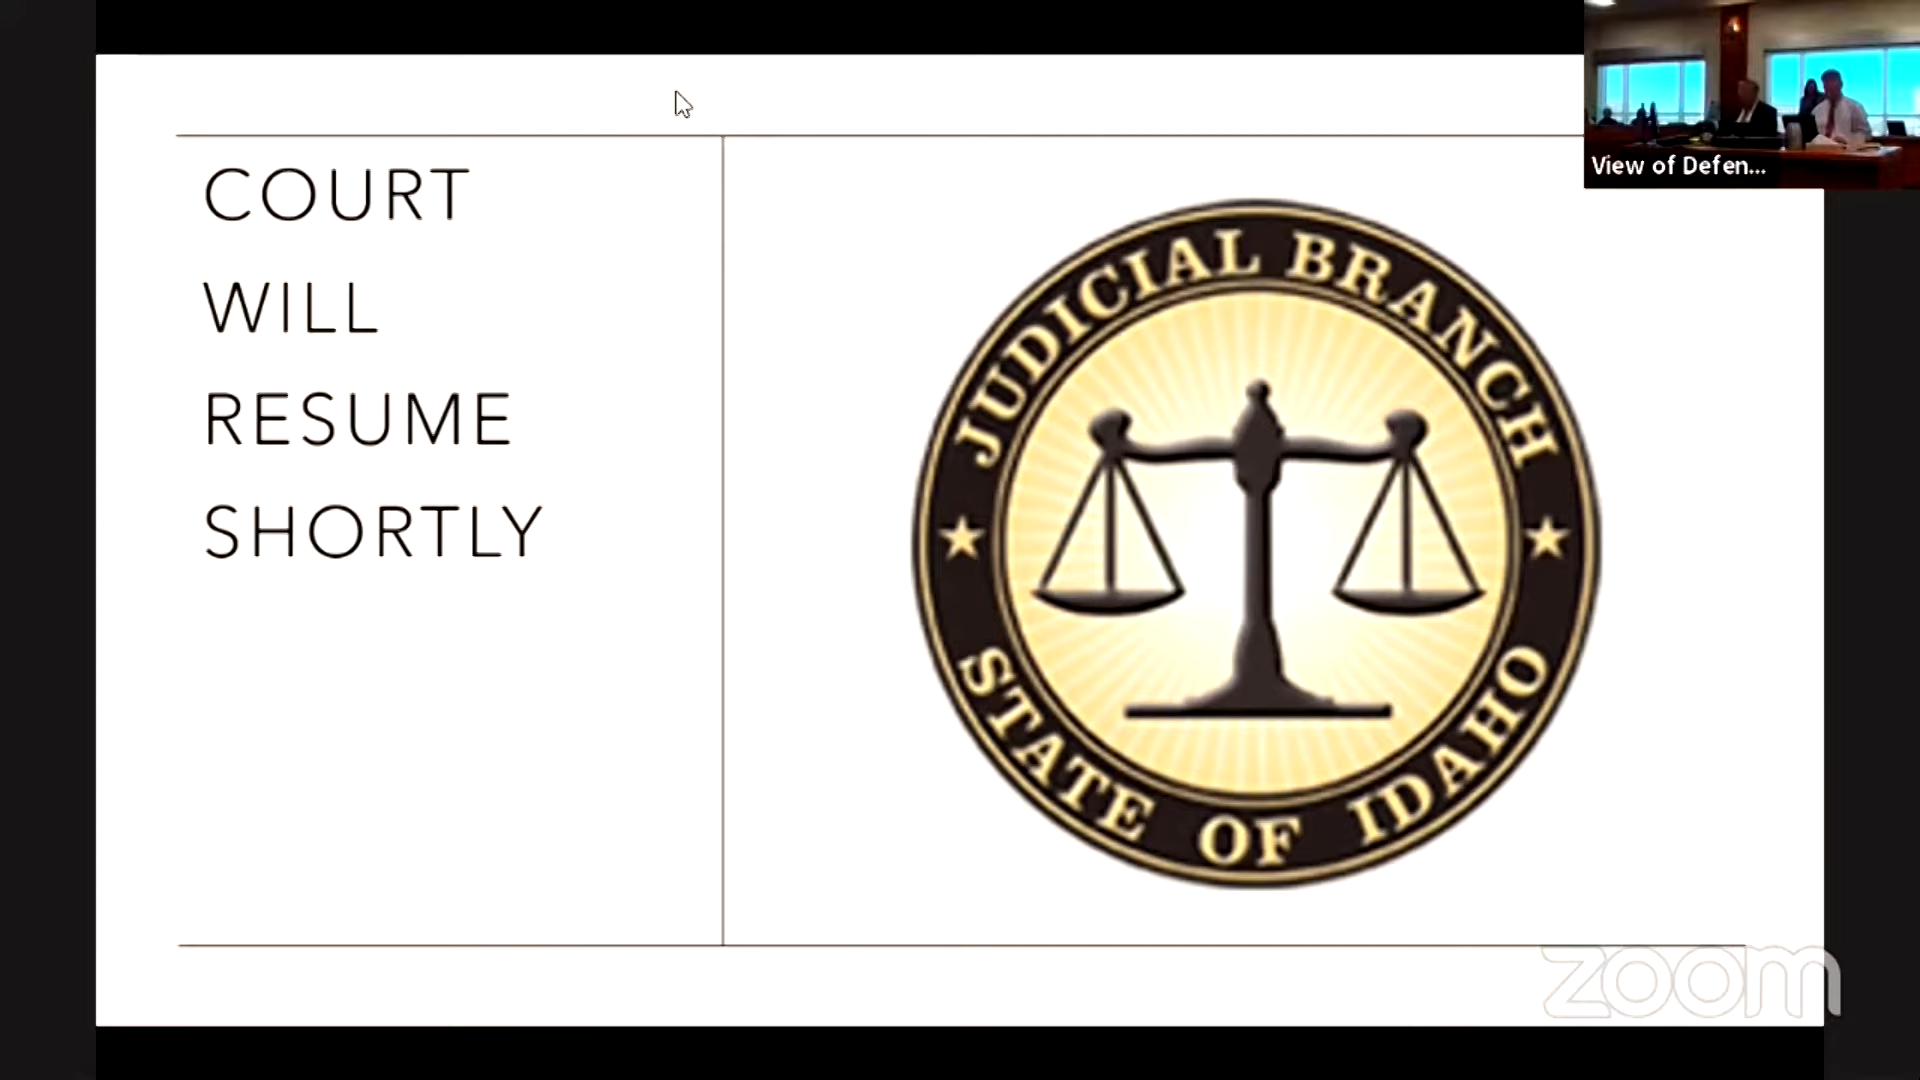 COURT
WILL
RESUME
SHORTLY
JUDICIAL BRANCH
STATE OF IDAHO
View of Defen...
zoom